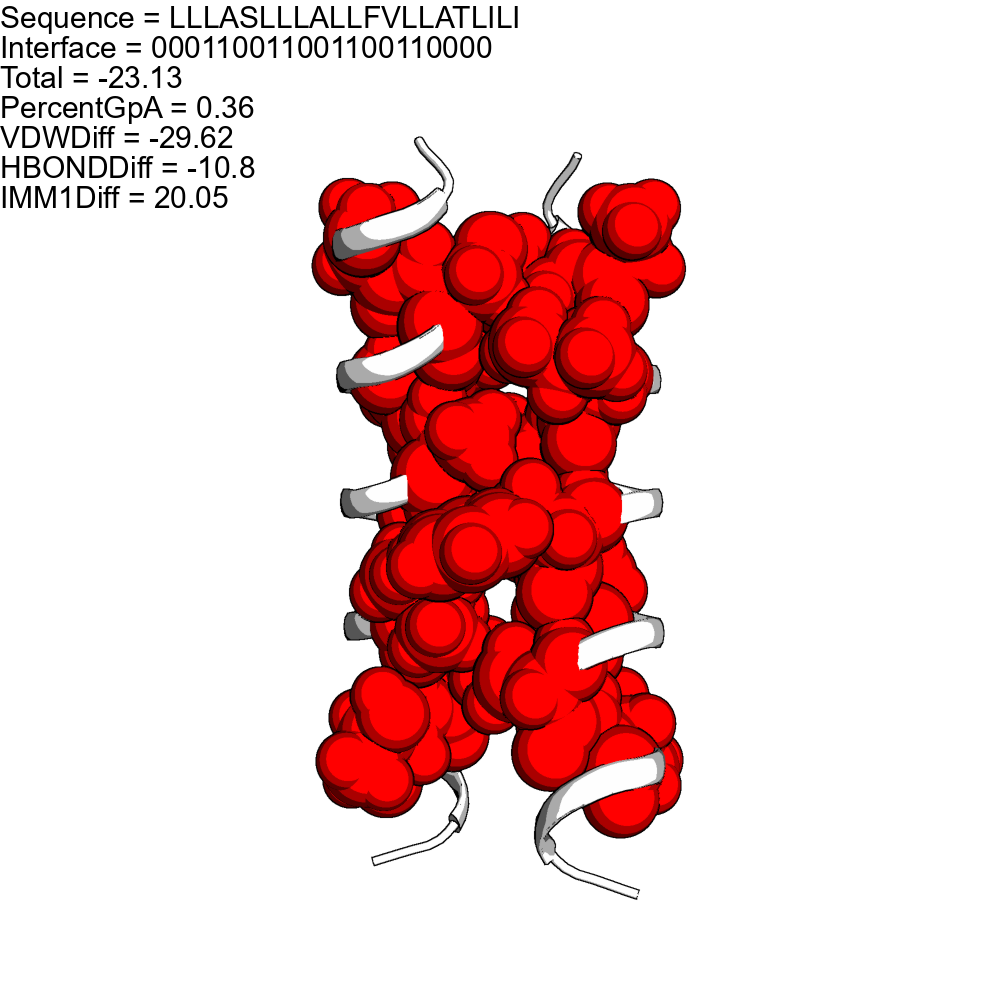 Sequence = LLLASLLLALLFVLLATLILI
Interface = 000110011001100110000
Total = -23.13
PercentGpA = 0.36
VDWDiff = -29.62
HBONDDiff = -10.8
IMM1Diff = 20.05